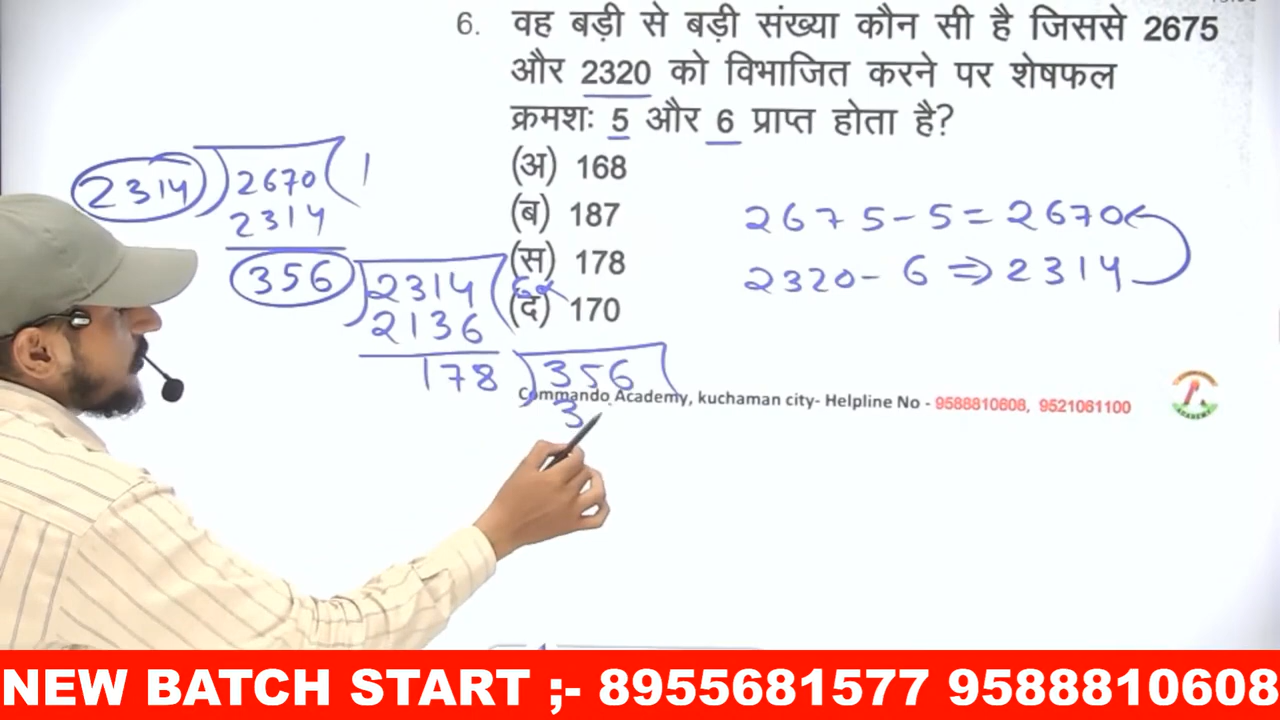 6. वह बड़ी से बड़ी संख्या कौन सी है जिससे 2675
और 2320 को विभाजित करने पर शेषफल
क्रमशः 5 और 6 प्राप्त होता है?
(अ) 168
(ब) 187
(स) 178
(द) 170
2314 ) 2670 ( 1
2314
356 ) 2314 (
2136
178 ) 356 (
3
2675 - 5 = 2670
2320 - 6 ⇒ 2314
Commando Academy, kuchaman city- Helpline No - 9588810608, 9521061100
ACADEMY
NEW BATCH START ;- 8955681577 9588810608